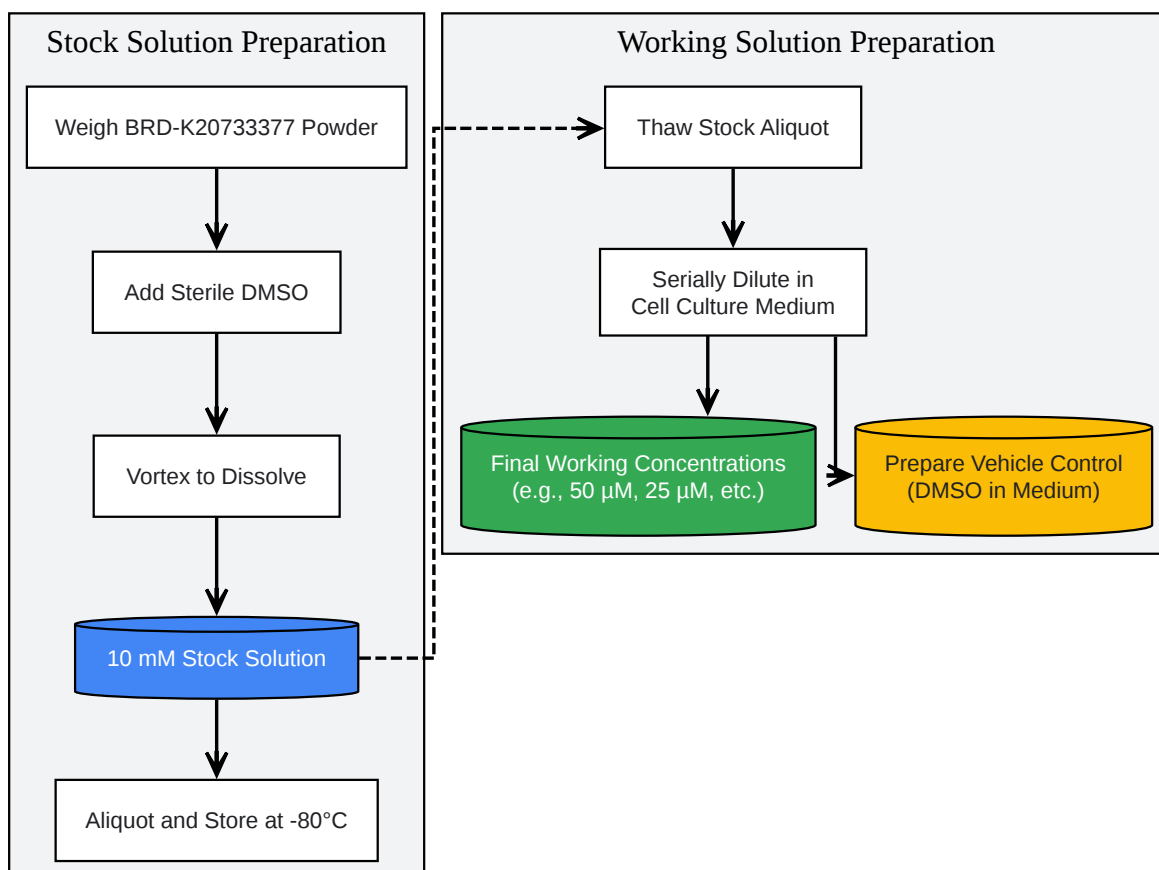 Stock Solution Preparation
Weigh BRD-K20733377 Powder
Add Sterile DMSO
Vortex to Dissolve
10 mM Stock Solution
Aliquot and Store at -80°C
Working Solution Preparation
Thaw Stock Aliquot
Serially Dilute in
Cell Culture Medium
Final Working Concentrations
(e.g., 50 µM, 25 µM, etc.)
Prepare Vehicle Control
(DMSO in Medium)